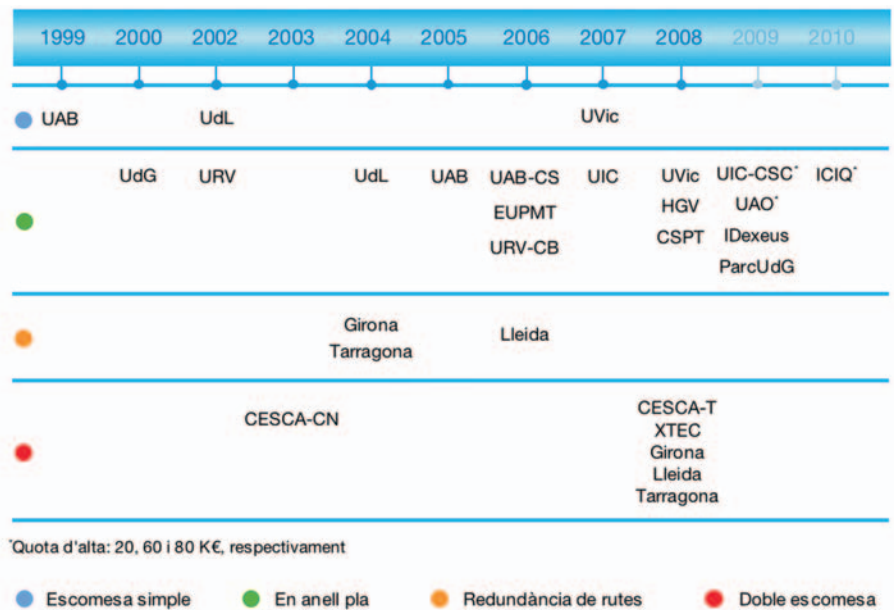 1999 2000 2002 2003 2004 2005 2006 2007 2008 2009 2010
UAB UdL UVic
UdG URV UdL UAB UAB-CS UIC UVic UIC-CSC* ICIQ*
EUPMT HGV UAO*
URV-CB CSPT IDexeus
ParcUdG
Girona Lleida
Tarragona
CESCA-CN CESCA-T
XTEC
Girona
Lleida
Tarragona
*Quota d'alta: 20, 60 i 80 K€, respectivament
Escomesa simple En anell pla Redundància de rutes Doble escomesa